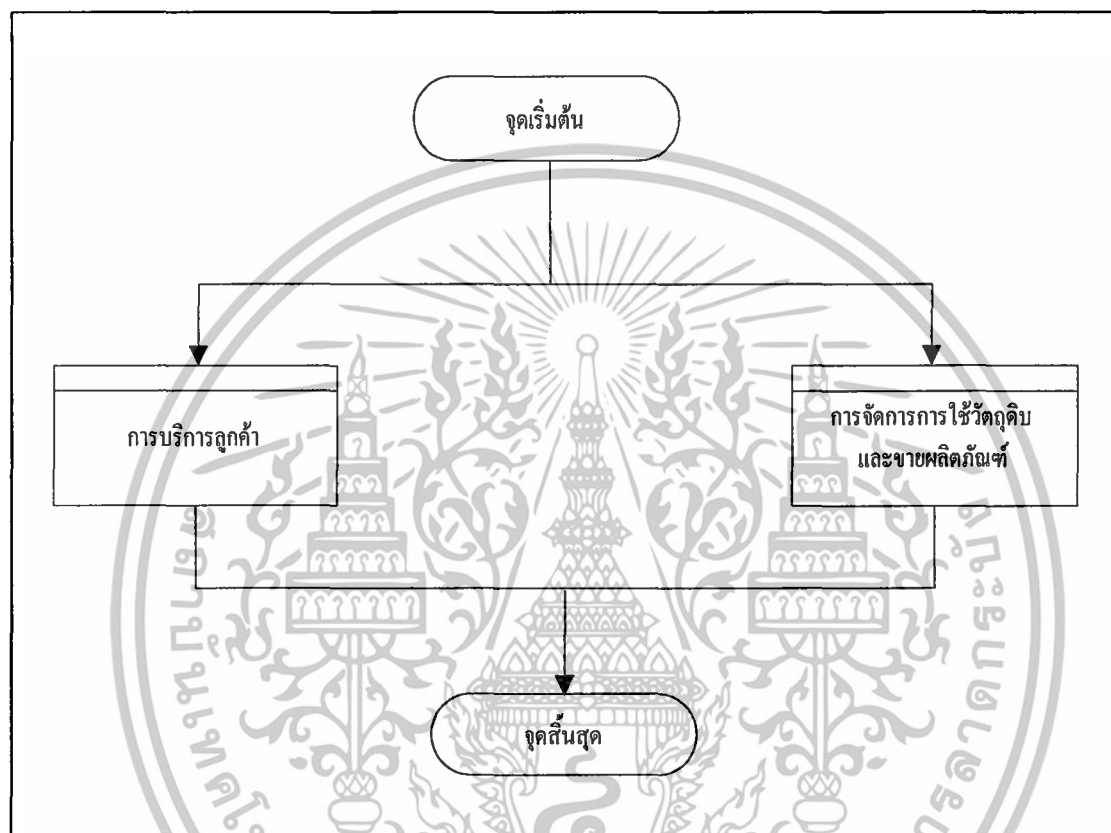 จุดเริ่มต้น
การบริการลูกค้า
การจัดการการใช้วัตถุดิบ
และขายผลิตภัณฑ์
จุดสิ้นสุด